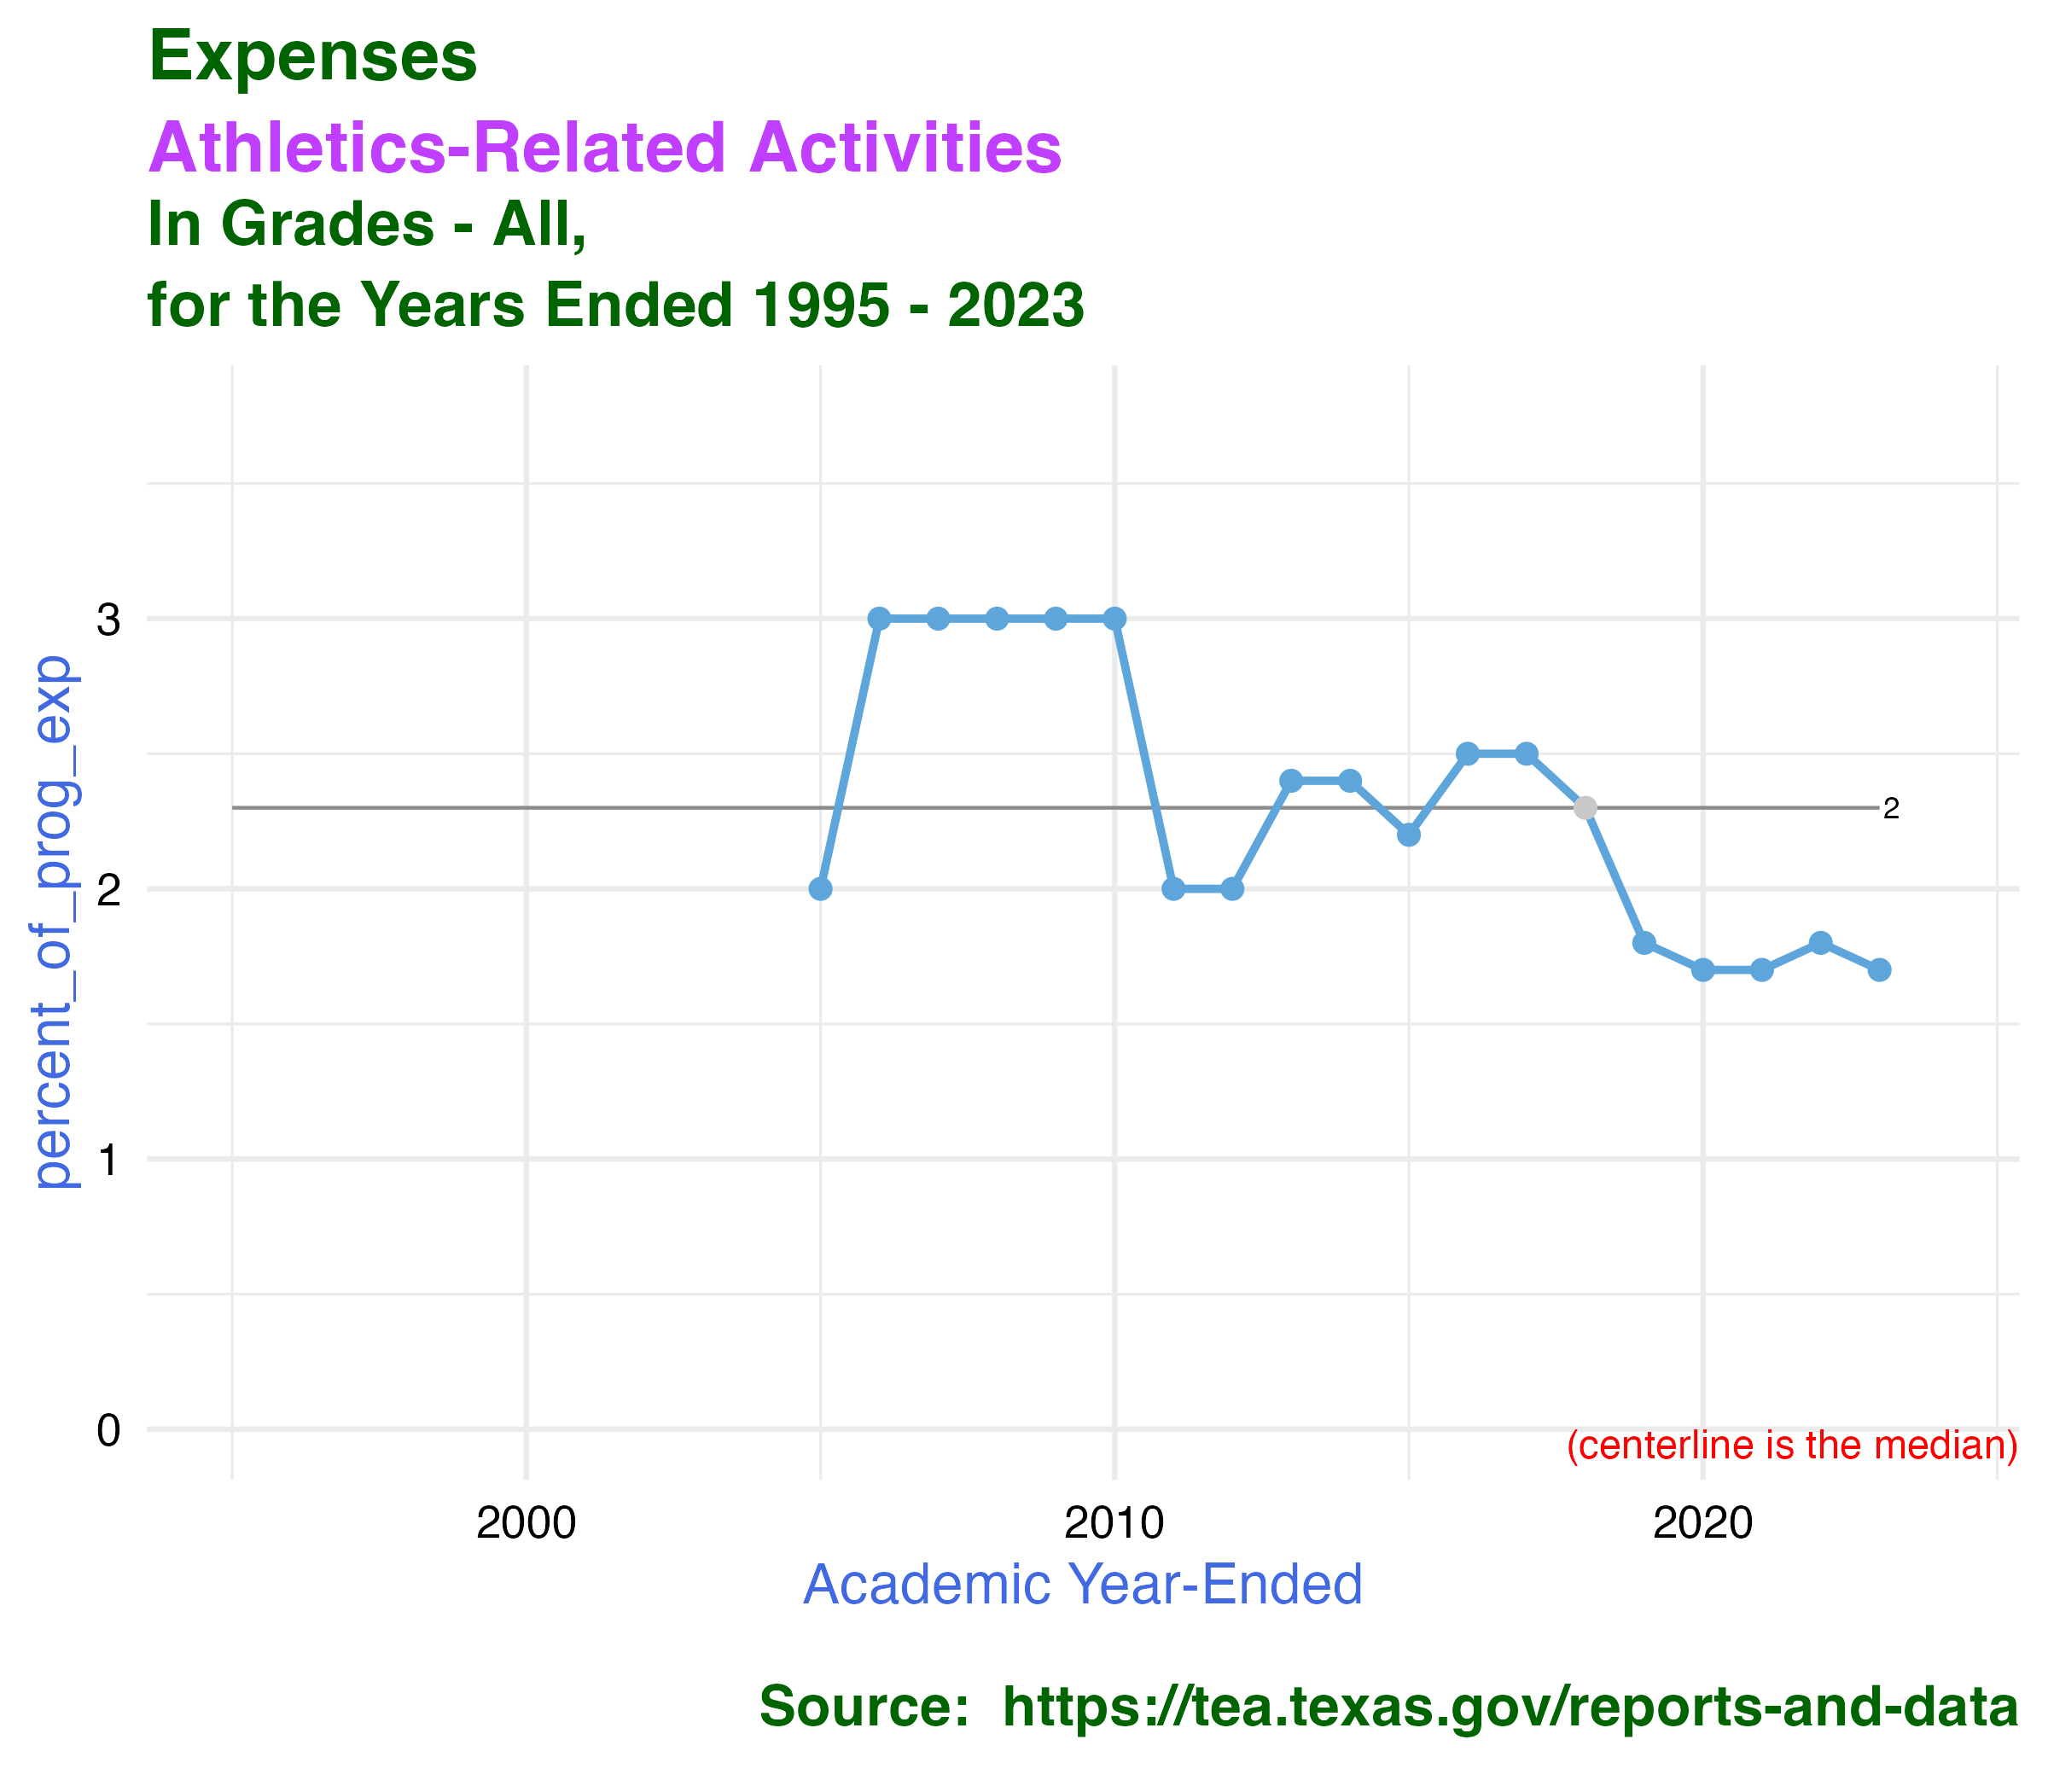 Expenses
Athletics-Related Activities
In Grades - All,
for the Years Ended 1995 - 2023
percent_of_prog_exp
3
2
1
0
2
(centerline is the median)
2000
2010
2020
Academic Year-Ended
Source:  https://tea.texas.gov/reports-and-data